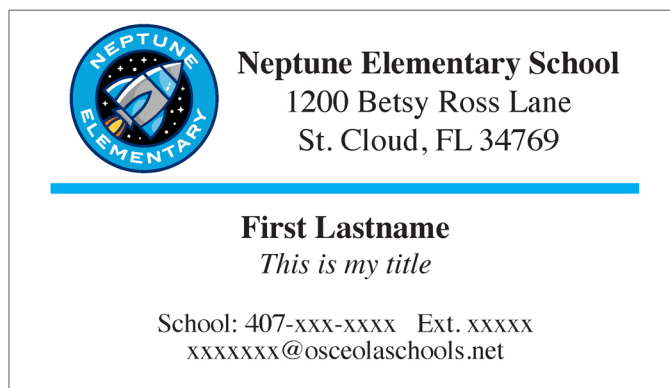 NEPTUNE
ELEMENTARY
Neptune Elementary School
1200 Betsy Ross Lane
St. Cloud, FL 34769
First Lastname
This is my title
School: 407-xxx-xxxx Ext. xxxxx
xxxxxxx@osceolaschools.net